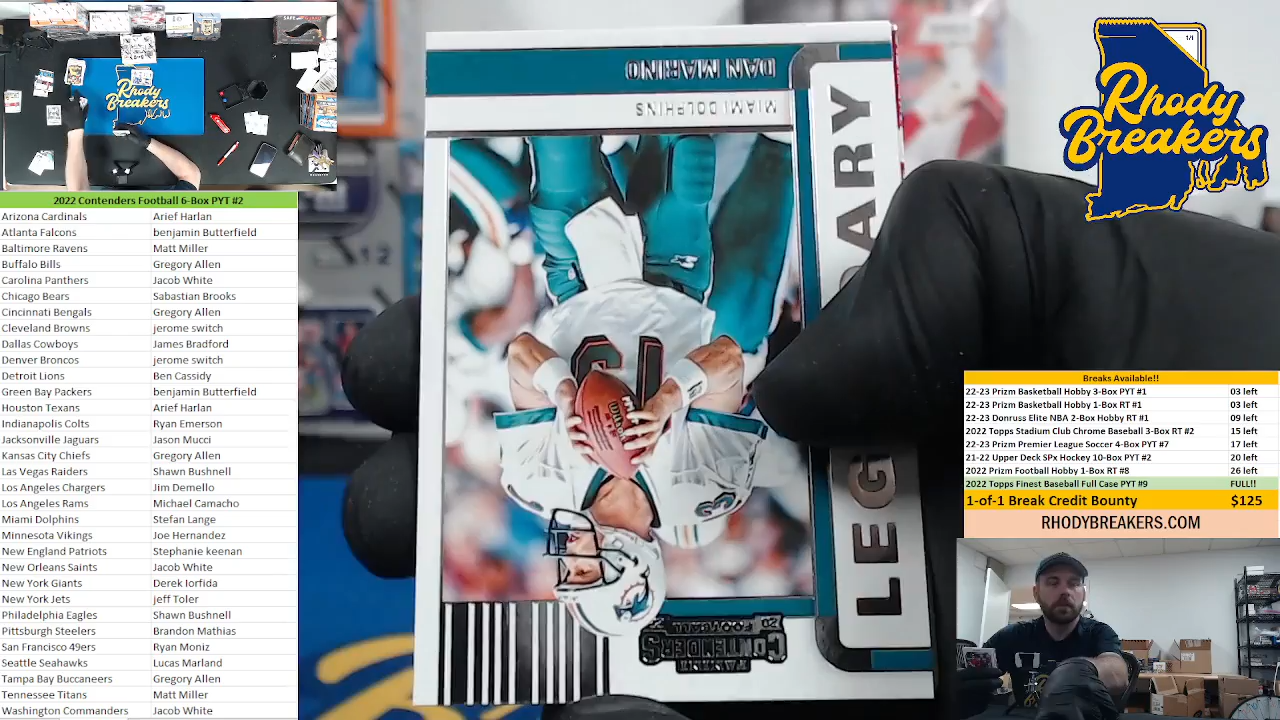 2022 Contenders Football 6-Box PYT #2
Arizona Cardinals Arief Harlan
Atlanta Falcons benjamin Butterfield
Baltimore Ravens Matt Miller
Buffalo Bills Gregory Allen
Carolina Panthers Jacob White
Chicago Bears Sabastian Brooks
Cincinnati Bengals Gregory Allen
Cleveland Browns jerome switch
Dallas Cowboys James Bradford
Denver Broncos jerome switch
Detroit Lions Ben Cassidy
Green Bay Packers benjamin Butterfield
Houston Texans Arief Harlan
Indianapolis Colts Ryan Emerson
Jacksonville Jaguars Jason Mucci
Kansas City Chiefs Gregory Allen
Las Vegas Raiders Shawn Bushnell
Los Angeles Chargers Jim Demello
Los Angeles Rams Michael Camacho
Miami Dolphins Stefan Lange
Minnesota Vikings Joe Hernandez
New England Patriots Stephanie keenan
New Orleans Saints Jacob White
New York Giants Derek Iorfida
New York Jets jeff Toler
Philadelphia Eagles Shawn Bushnell
Pittsburgh Steelers Brandon Mathias
San Francisco 49ers Ryan Moniz
Seattle Seahawks Lucas Marland
Tampa Bay Buccaneers Gregory Allen
Tennessee Titans Matt Miller
Washington Commanders Jacob White
Rhody
Breakers
DAN MARINO
MIAMI DOLPHINS
13
PANINI
CONTENDERS
FOOTBALL
1/1
Rhody
Breakers
Breaks Available!!
22-23 Prizm Basketball Hobby 3-Box PYT #1 03 left
22-23 Prizm Basketball Hobby 1-Box RT #1 03 left
22-23 Donruss Elite NBA 2-Box Hobby RT #1 09 left
2022 Topps Stadium Club Chrome Baseball 3-Box RT #2 15 left
22-23 Prizm Premier League Soccer 4-Box PYT #7 17 left
21-22 Upper Deck SPx Hockey 10-Box PYT #2 20 left
2022 Prizm Football Hobby 1-Box RT #8 26 left
2022 Topps Finest Baseball Full Case PYT #9 FULL!!
1-of-1 Break Credit Bounty $125
RHODYBREAKERS.COM